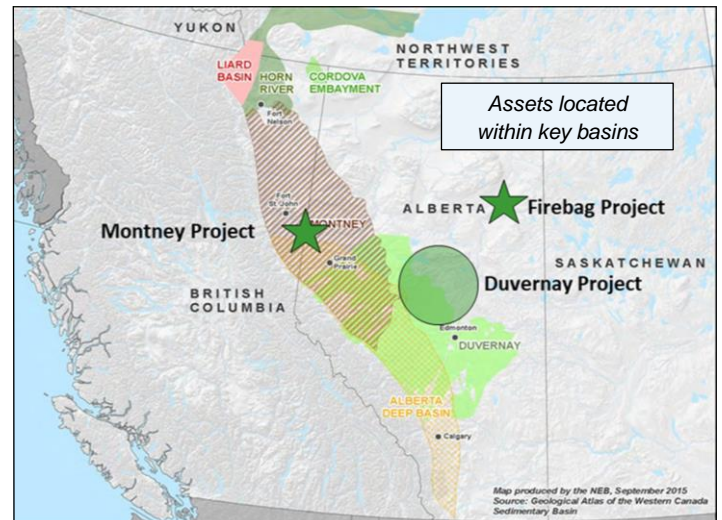 YUKON
NORTHWEST
TERRITORIES
LIARD
BASIN
HORN
RIVER
CORDOVA
EMBAYMENT
Assets located
within key basins
Fort
Nelson
Fort
St John
ALBERTA
Firebag Project
Montney Project
MONTNEY
Grand
Prairie
SASKATCHEWAN
Duvernay Project
BRITISH
COLUMBIA
Edmonton
DUVERNAY
ALBERTA
DEEP BASIN
Calgary
Map produced by the NEB, September 2015
Source: Geological Atlas of the Western Canada
Sedimentary Basin